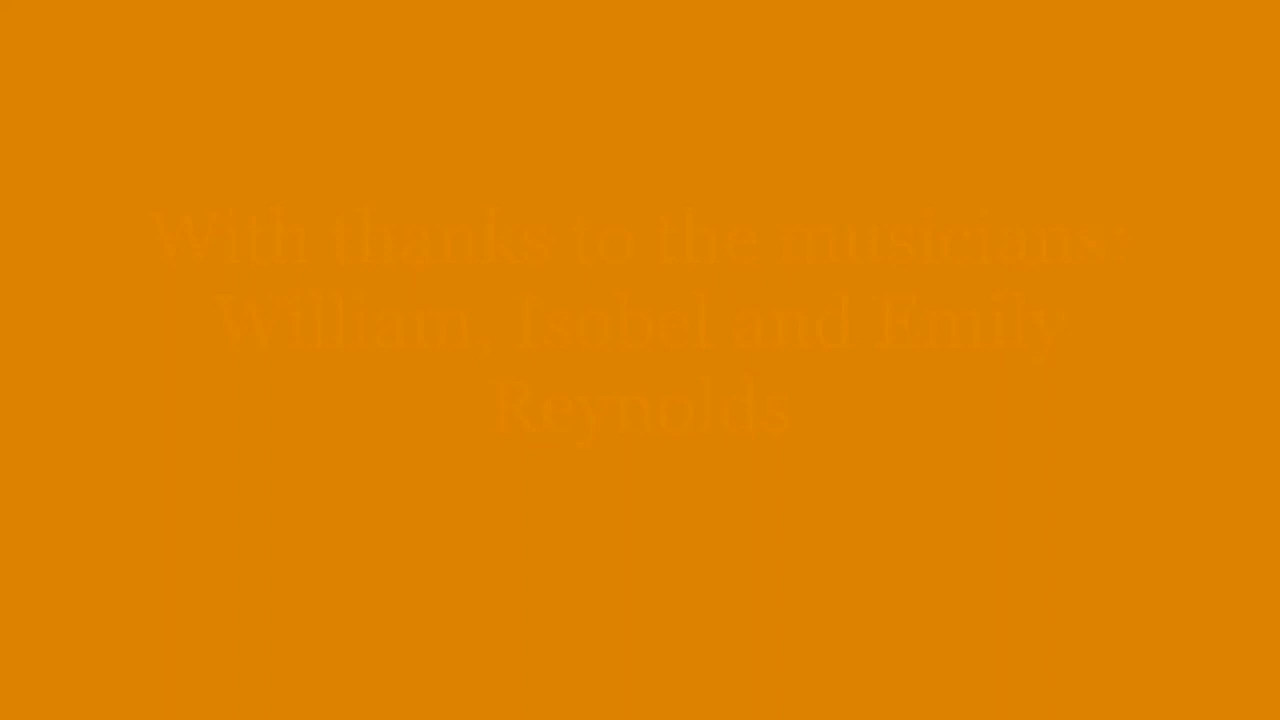 With thanks to the musicians:
William, Isobel and Emily
Reynolds